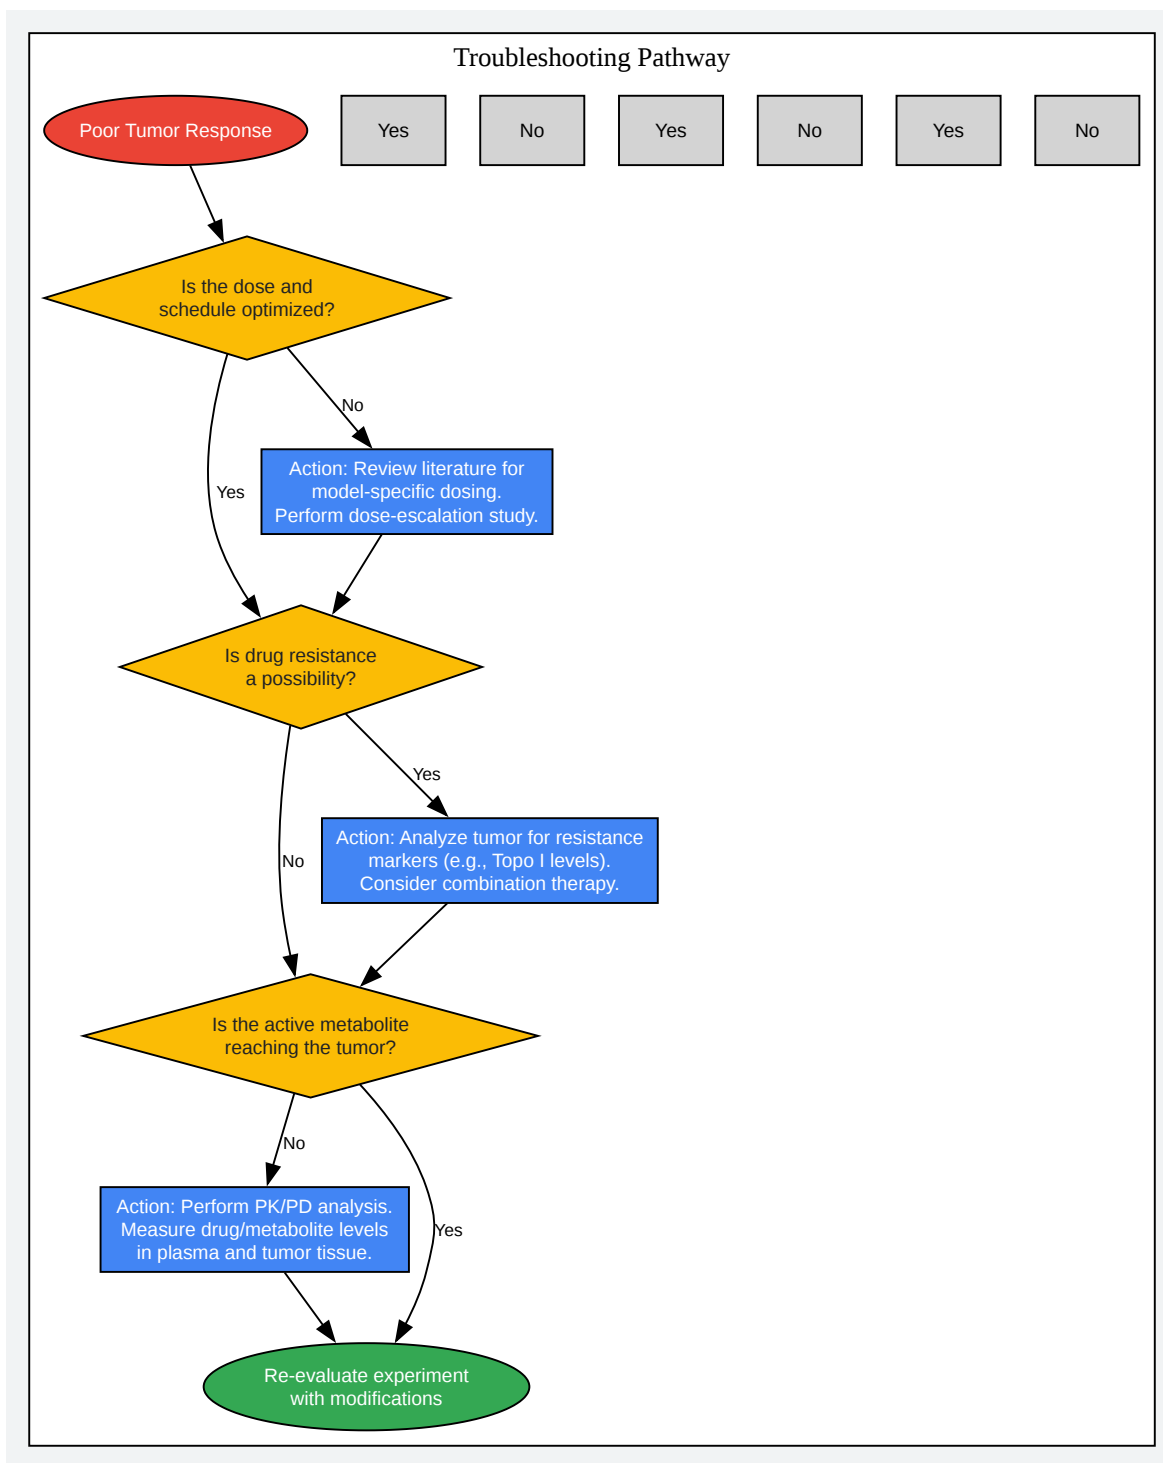 Troubleshooting Pathway
Poor Tumor Response
Yes
No
Yes
No
Yes
No
Is the dose and
schedule optimized?
No
Yes
Action: Review literature for
model-specific dosing.
Perform dose-escalation study.
Is drug resistance
a possibility?
Yes
No
Action: Analyze tumor for resistance
markers (e.g., Topo I levels).
Consider combination therapy.
Is the active metabolite
reaching the tumor?
No
Yes
Action: Perform PK/PD analysis.
Measure drug/metabolite levels
in plasma and tumor tissue.
Re-evaluate experiment
with modifications